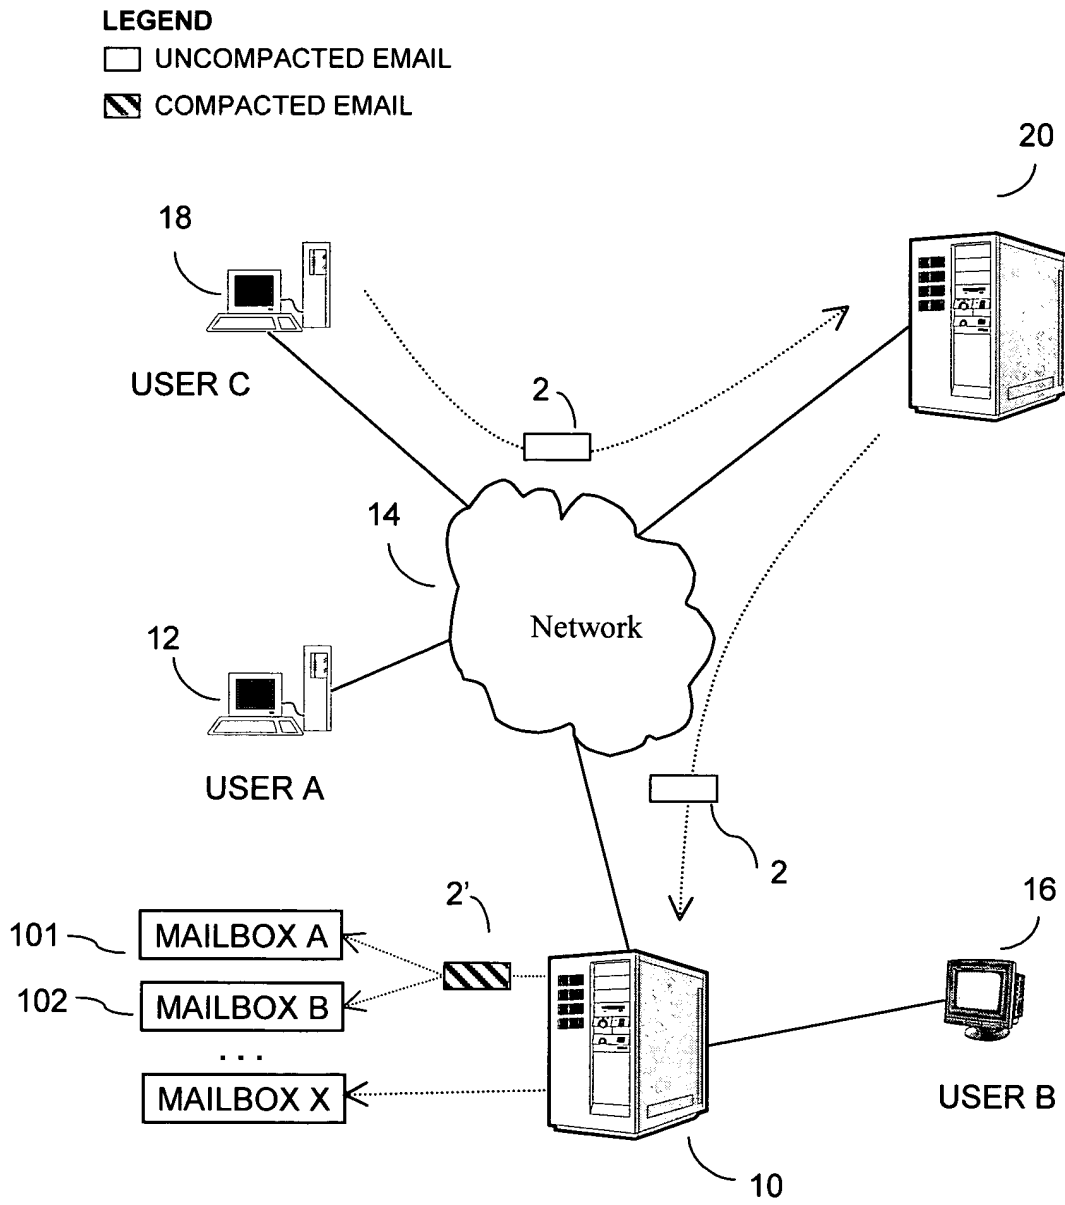 LEGEND
UNCOMPACTED EMAIL
COMPACTED EMAIL
20
18
USER C
2
14
Network
12
USER A
2
2’
16
101
MAILBOX A
102
MAILBOX B
...
MAILBOX X
USER B
10